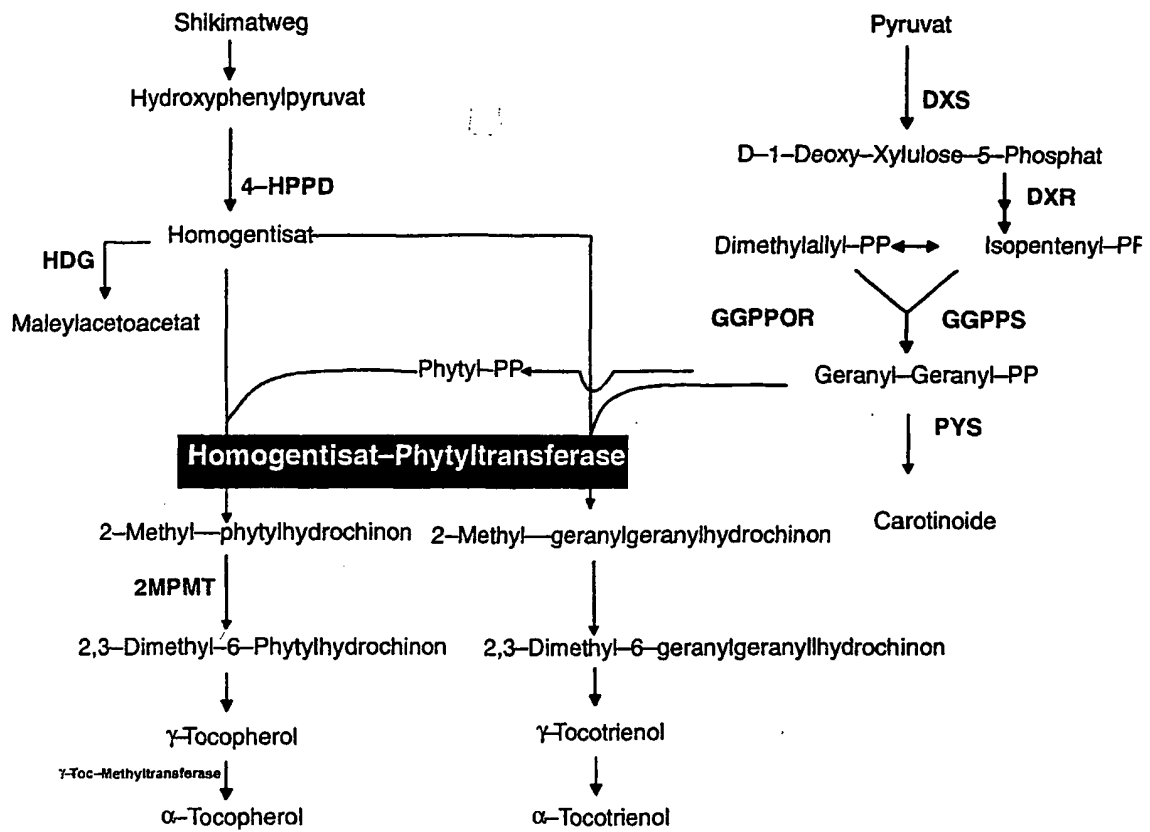 Shikimatweg
Pyruvat
Hydroxyphenylpyruvat
DXS
D–1–Deoxy–Xylulose–5–Phosphat
4–HPPD
DXR
Homogentisat
Dimethylallyl–PP
Isopentenyl–PP
HDG
Maleylacetoacetat
GGPPOR
GGPPS
Phytyl–PP
Geranyl–Geranyl–PP
PYS
Homogentisat–Phytyltransferase
2–Methyl–phytylhydrochinon
2–Methyl–geranylgeranylhydrochinon
Carotinoide
2MPMT
2,3–Dimethyl–6–Phytylhydrochinon
2,3–Dimethyl–6–geranylgeranyllhydrochinon
γ–Tocopherol
γ–Tocotrienol
γ–Toc–Methyltransferase
α–Tocopherol
α–Tocotrienol